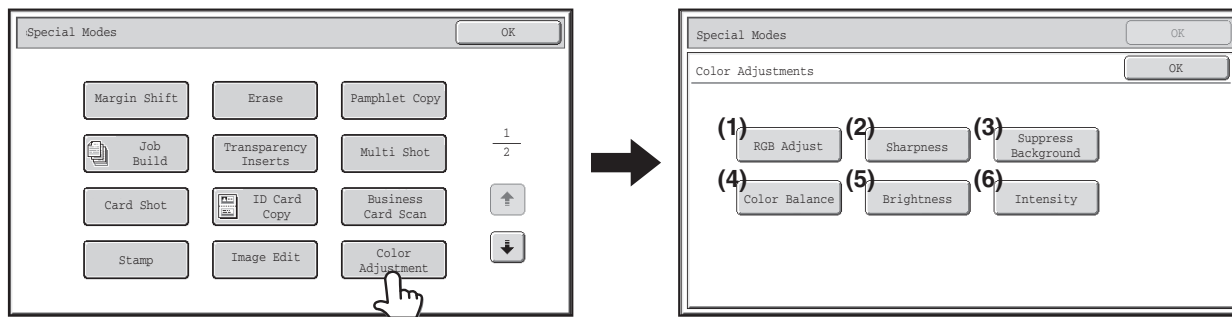 Special Modes
OK
Margin Shift
Erase
Pamphlet Copy
Job
Build
Transparency
Inserts
Multi Shot
1
2
Card Shot
ID Card
Copy
Business
Card Scan
Stamp
Image Edit
Color
Adjustment
Special Modes
OK
Color Adjustments
OK
(1)
RGB Adjust
(2)
Sharpness
(3)
Suppress
Background
(4)
Color Balance
(5)
Brightness
(6)
Intensity